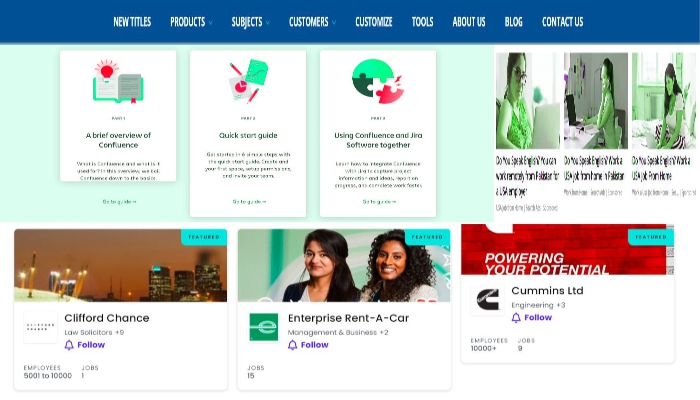 NEW TITLES PRODUCTS SUBJECTS CUSTOMERS CUSTOMIZE TOOLS ABOUT US BLOG CONTACT US
PART 1
A brief overview of
Confluence
What is Confluence and what is it
used for? In this overview, we boil
Confluence down to the basics.
Go to guide
PART 2
Quick start guide
Get started in 6 simple steps with
the quick start guide. Create and
your first space, setup permissions,
and invite your team.
Go to guide
PART 3
Using Confluence and Jira
Software together
Learn how to integrate Confluence
with Jira to capture project
information and ideas, report on
progress, and complete work faster.
Go to guide
Do You Speak English? You can
work remotely from Pakistan for
a USA employer
Do You Speak English? Work a
USA job from home in Pakistan
Do You Speak English? Work a
USA Job From Home
FEATURED
Clifford Chance
Law Solicitors +9
Follow
EMPLOYEES JOBS
5001 to 10000 1
FEATURED
Enterprise Rent-A-Car
Management & Business +2
Follow
JOBS
15
FEATURED
POWERING
YOUR POTENTIAL
Cummins Ltd
Engineering +3
Follow
EMPLOYEES JOBS
10000+ 9